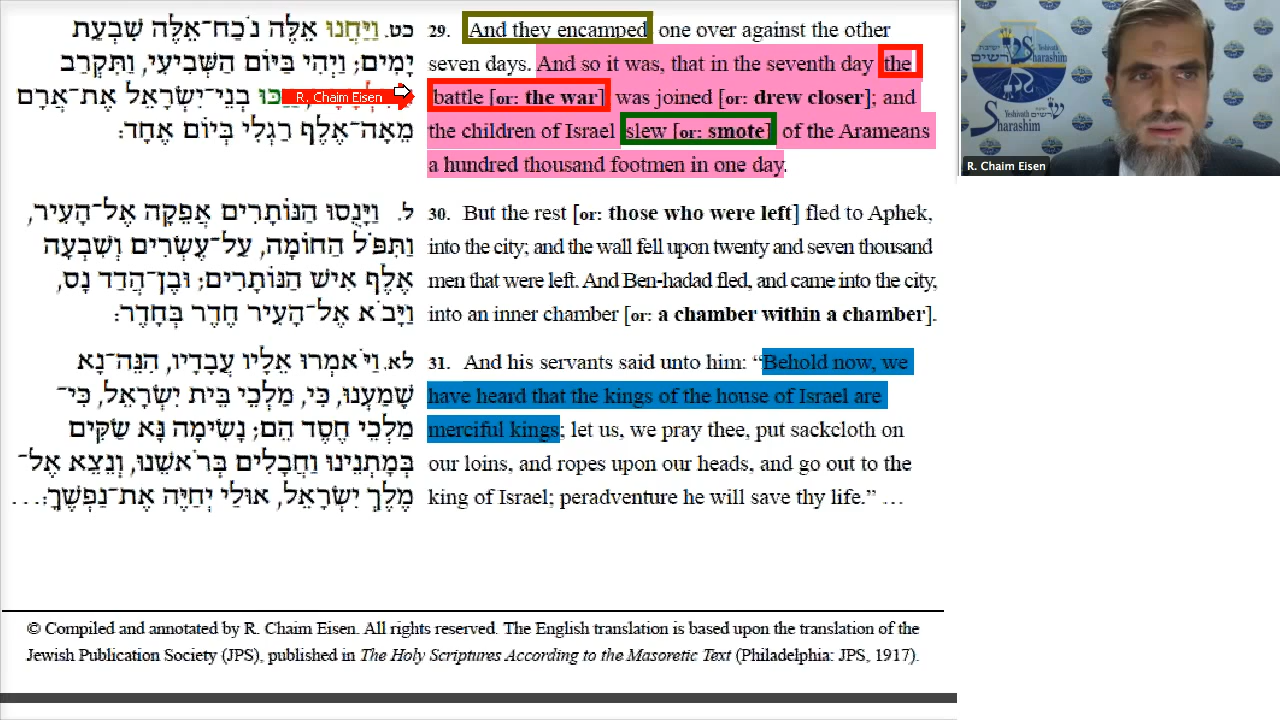 כט. וַיַּחֲנוּ אֵלֶּה נֹכַח־אֵלֶּה שִׁבְעַת
יָמִים; וַיְהִי בַּיּוֹם הַשְּׁבִיעִי, וַתִּקְרַב
בְנֵי־יִשְׂרָאֵל אֶת־אֲרָם
מֵאָה־אֶלֶף רַגְלִי בְּיוֹם אֶחָד:
R. Chaim Eisen
29. And they encamped one over against the other
seven days. And so it was, that in the seventh day the
battle [or: the war] was joined [or: drew closer]; and
the children of Israel slew [or: smote] of the Arameans
a hundred thousand footmen in one day.
ל. וַיָּנֻסוּ הַנּוֹתָרִים אֲפֵקָה אֶל־הָעִיר,
וַתִּפֹּל הַחוֹמָה, עַל־עֶשְׂרִים וְשִׁבְעָה
אֶלֶף אִישׁ הַנּוֹתָרִים; וּבֶן־הֲדַד נָס,
וַיָּבֹא אֶל־הָעִיר חֶדֶר בְּחָדֶר:
30. But the rest [or: those who were left] fled to Aphek,
into the city; and the wall fell upon twenty and seven thousand
men that were left. And Ben-hadad fled, and came into the city,
into an inner chamber [or: a chamber within a chamber].
לא. וַיֹּאמְרוּ אֵלָיו עֲבָדָיו, הִנֵּה־נָא
שָׁמַעְנוּ, כִּי, מַלְכֵי בֵּית יִשְׂרָאֵל, כִּי־
מַלְכֵי חֶסֶד הֵם; נָשִׂימָה נָּא שַׂקִּים
בְּמָתְנֵינוּ וַחֲבָלִים בְּרֹאשֵׁנוּ, וְנֵצֵא אֶל־
מֶלֶךְ יִשְׂרָאֵל, אוּלַי יְחַיֶּה אֶת־נַפְשֶׁךָ:...
31. And his servants said unto him: “Behold now, we
have heard that the kings of the house of Israel are
merciful kings; let us, we pray thee, put sackcloth on
our loins, and ropes upon our heads, and go out to the
king of Israel; peradventure he will save thy life.” …
© Compiled and annotated by R. Chaim Eisen. All rights reserved. The English translation is based upon the translation of the
Jewish Publication Society (JPS), published in The Holy Scriptures According to the Masoretic Text (Philadelphia: JPS, 1917).
Yeshivath
Sharashim
R. Chaim Eisen